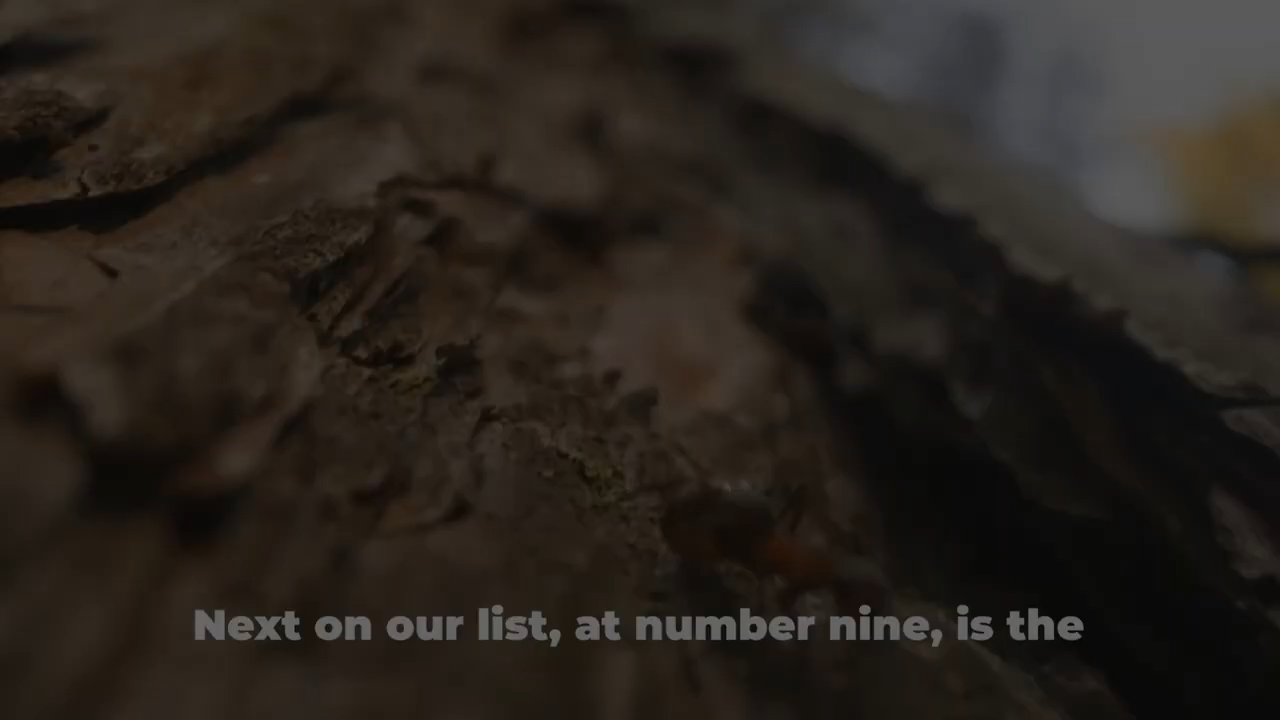 Next on our list, at number nine, is the